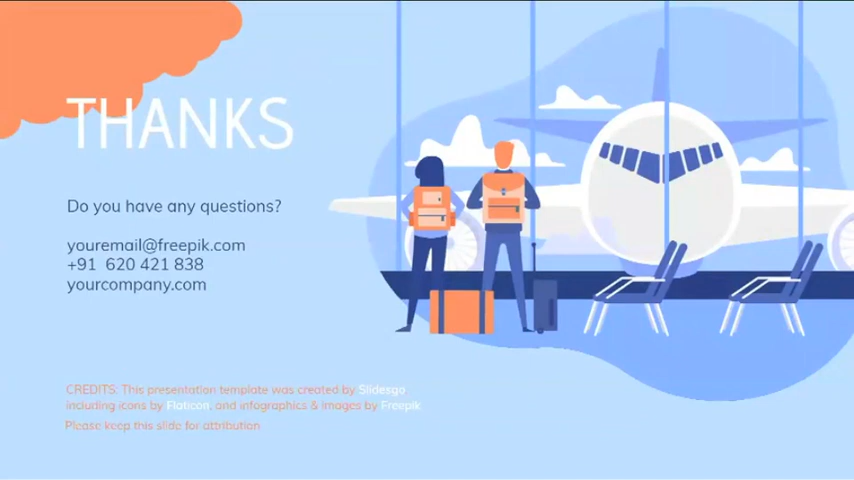 THANKS
Do you have any questions?
youremail@freepik.com
+91 620 421 838
yourcompany.com
CREDITS: This presentation template was created by Slidesgo
including icons by Flaticon, and infographics & images by Freepik
Please keep this slide for attribution